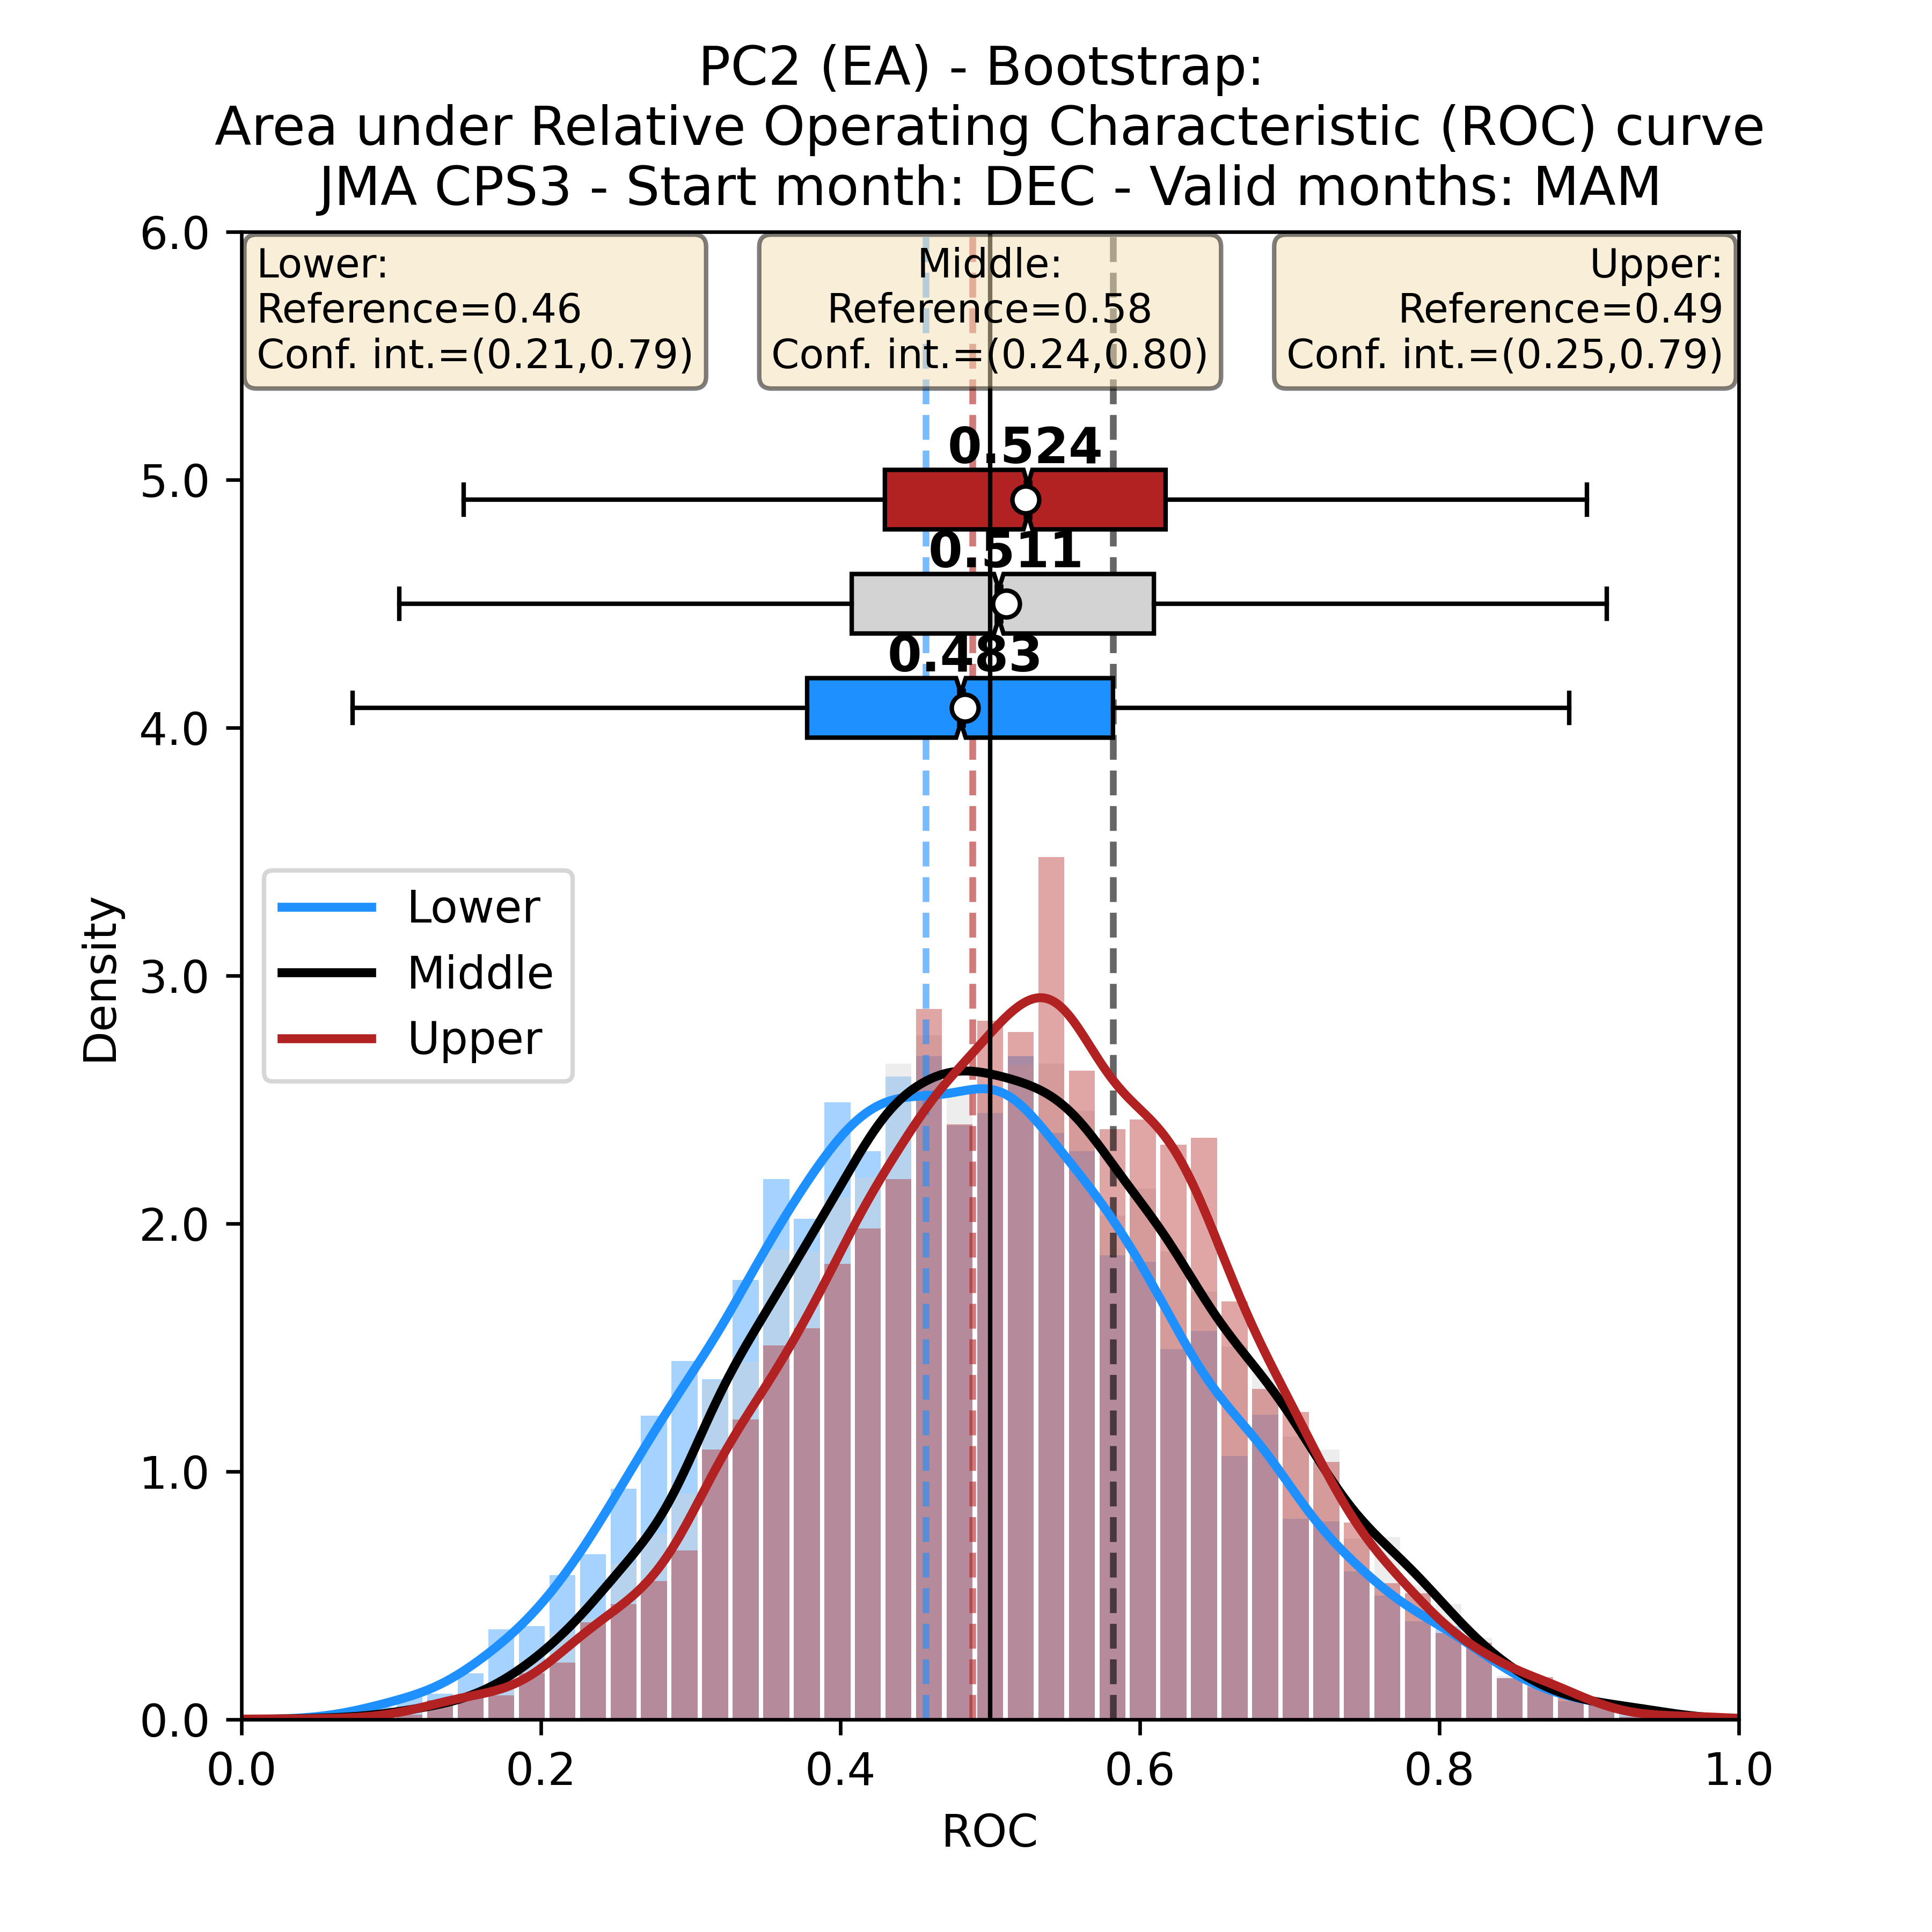 PC2 (EA) - Bootstrap:
Area under Relative Operating Characteristic (ROC) curve
JMA CPS3 - Start month: DEC - Valid months: MAM
Lower:
Reference=0.46
Conf. int.=(0.21,0.79)
Middle:
Reference=0.58
Conf. int.=(0.24,0.80)
Upper:
Reference=0.49
Conf. int.=(0.25,0.79)
0.524
0.511
0.483
6.0
5.0
4.0
3.0
2.0
1.0
0.0
Density
Lower
Middle
Upper
0.0 0.2 0.4 0.6 0.8 1.0
ROC